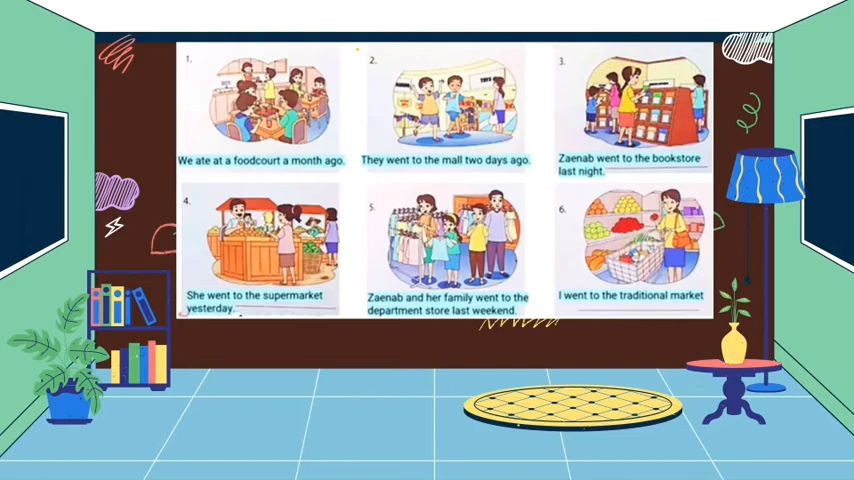 1.
We ate at a foodcourt a month ago.
2.
They went to the mall two days ago.
3.
Zaenab went to the bookstore
last night.
4.
She went to the supermarket
yesterday.
5.
Zaenab and her family went to the
department store last weekend.
6.
I went to the traditional market